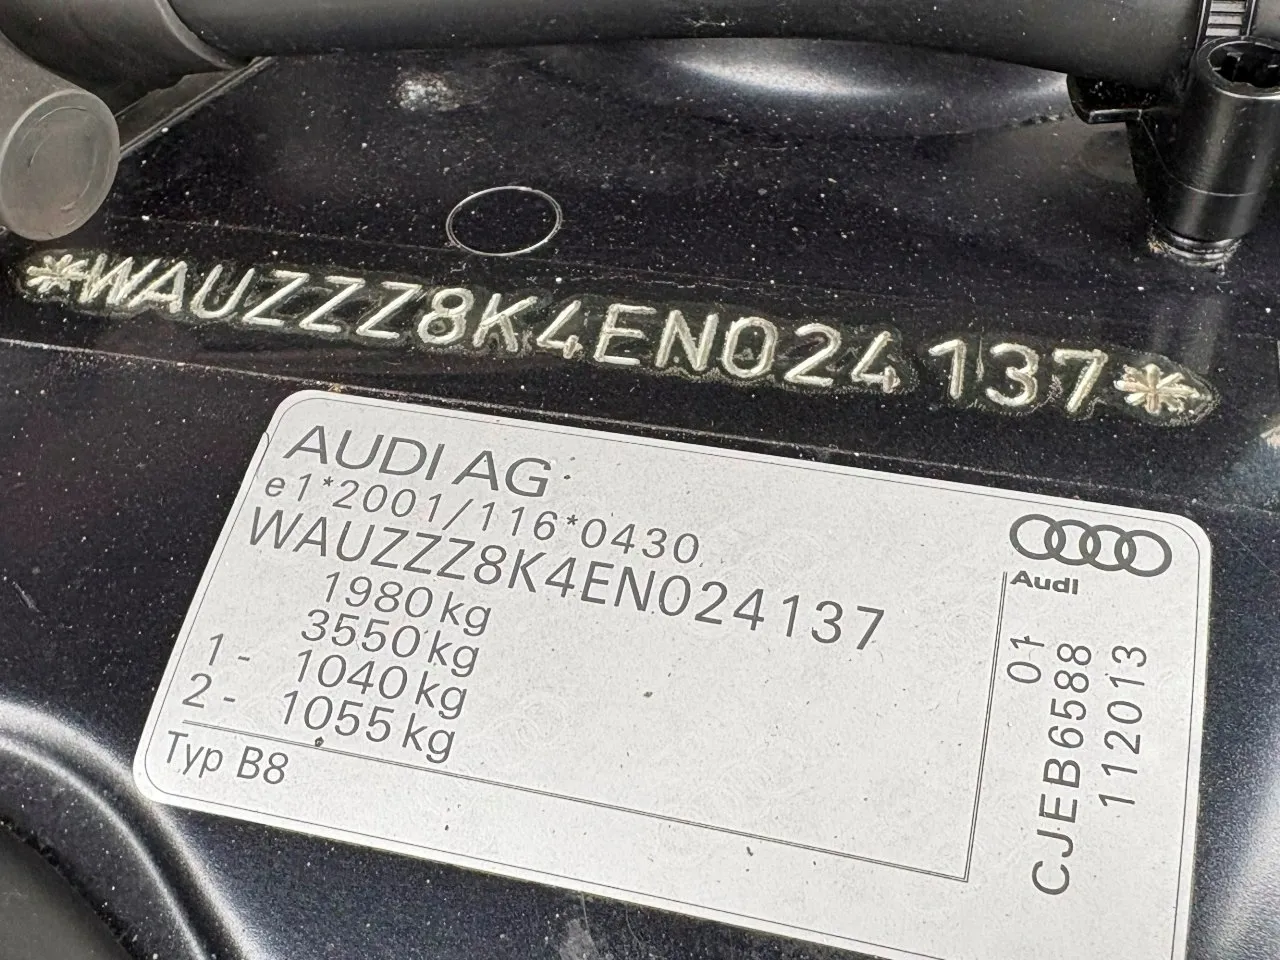 *WAUZZZ8K4EN024137*
AUDI AG.
e1*2001/116*0430
WAUZZZ8K4EN024137
1980 kg
3550 kg
1 - 1040 kg
2 - 1055 kg
Typ B8
Audi
01
CJEB6588
112013